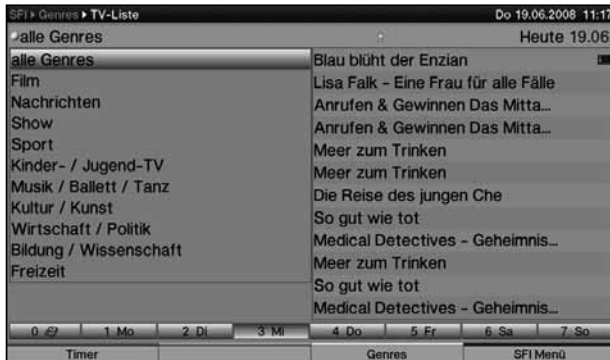 SFI Genres TV-Liste Do 19.06.2008 11:17
alle Genres Heute 19.06
alle Genres
Film
Nachrichten
Show
Sport
Kinder- / Jugend-TV
Musik / Ballett / Tanz
Kultur / Kunst
Wirtschaft / Politik
Bildung / Wissenschaft
Freizeit
Blau blüht der Enzian
Lisa Falk - Eine Frau für alle Fälle
Anrufen & Gewinnen Das Mitta...
Anrufen & Gewinnen Das Mitta...
Meer zum Trinken
Meer zum Trinken
Die Reise des jungen Che
So gut wie tot
Medical Detectives - Geheimnis...
Meer zum Trinken
So gut wie tot
Medical Detectives - Geheimnis...
0 1 Mo 2 Di 3 Mi 4 Do 5 Fr 6 Sa 7 So
Timer Genres SFI Menü